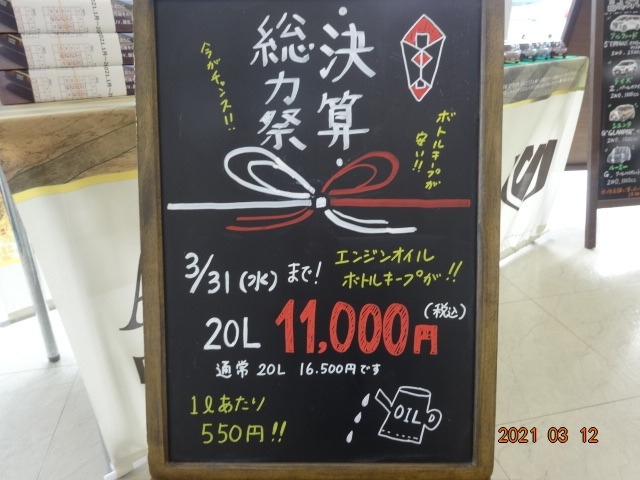 ・決算・
総力祭
今がチャンス!!
ボトルキープが
安い!!
3/31(水)まで!
エンジンオイル
ボトルキープが!!
20L 11,000円(税込)
通常20L 16.500円です
1ℓあたり
550円!!
OIL
2021 03 12